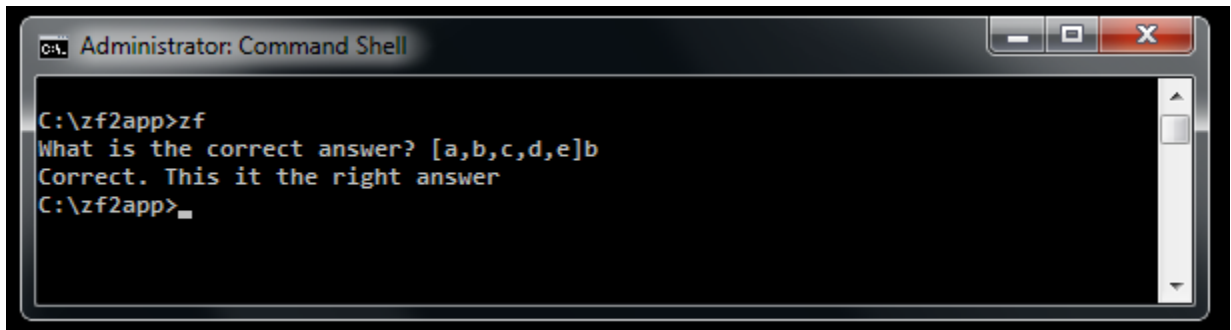 Administrator: Command Shell
C:\zf2app>zf
What is the correct answer? [a,b,c,d,e]b
Correct. This it the right answer
C:\zf2app>